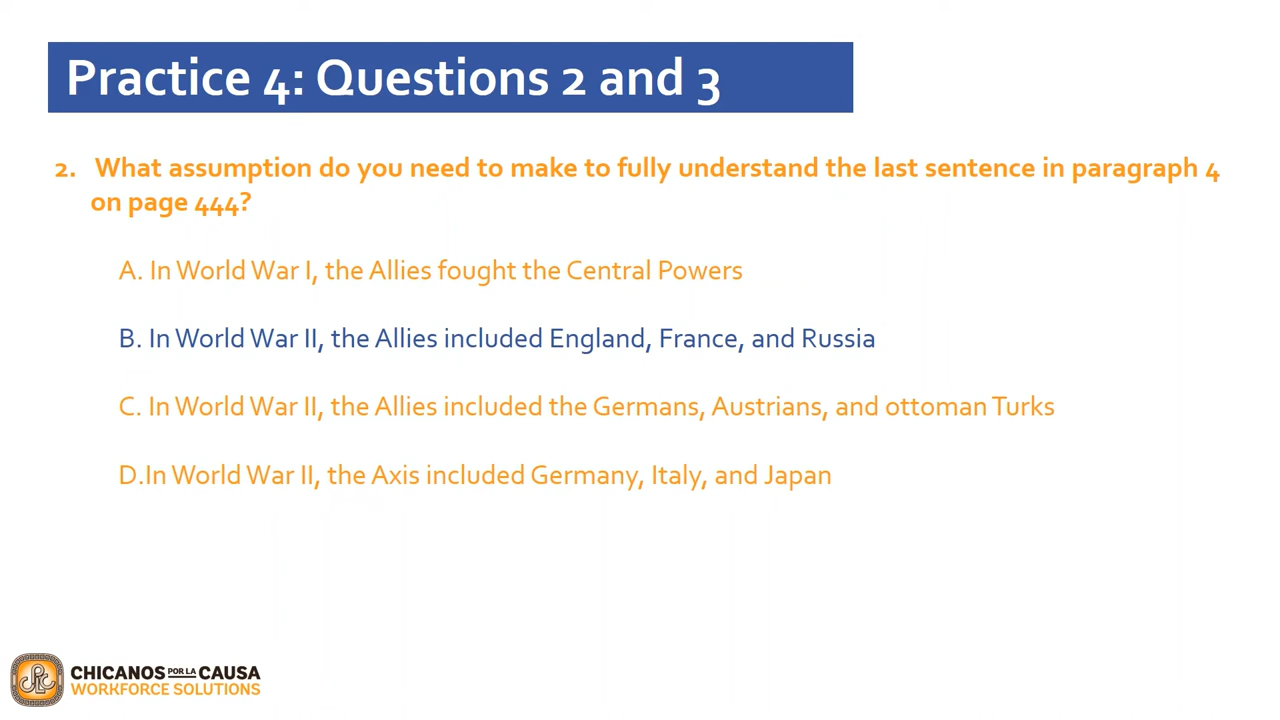 Practice 4: Questions 2 and 3
2. What assumption do you need to make to fully understand the last sentence in paragraph 4
on page 444?
A. In World War I, the Allies fought the Central Powers
B. In World War II, the Allies included England, France, and Russia
C. In World War II, the Allies included the Germans, Austrians, and ottoman Turks
D.In World War II, the Axis included Germany, Italy, and Japan
CHICANOS POR LA CAUSA
WORKFORCE SOLUTIONS